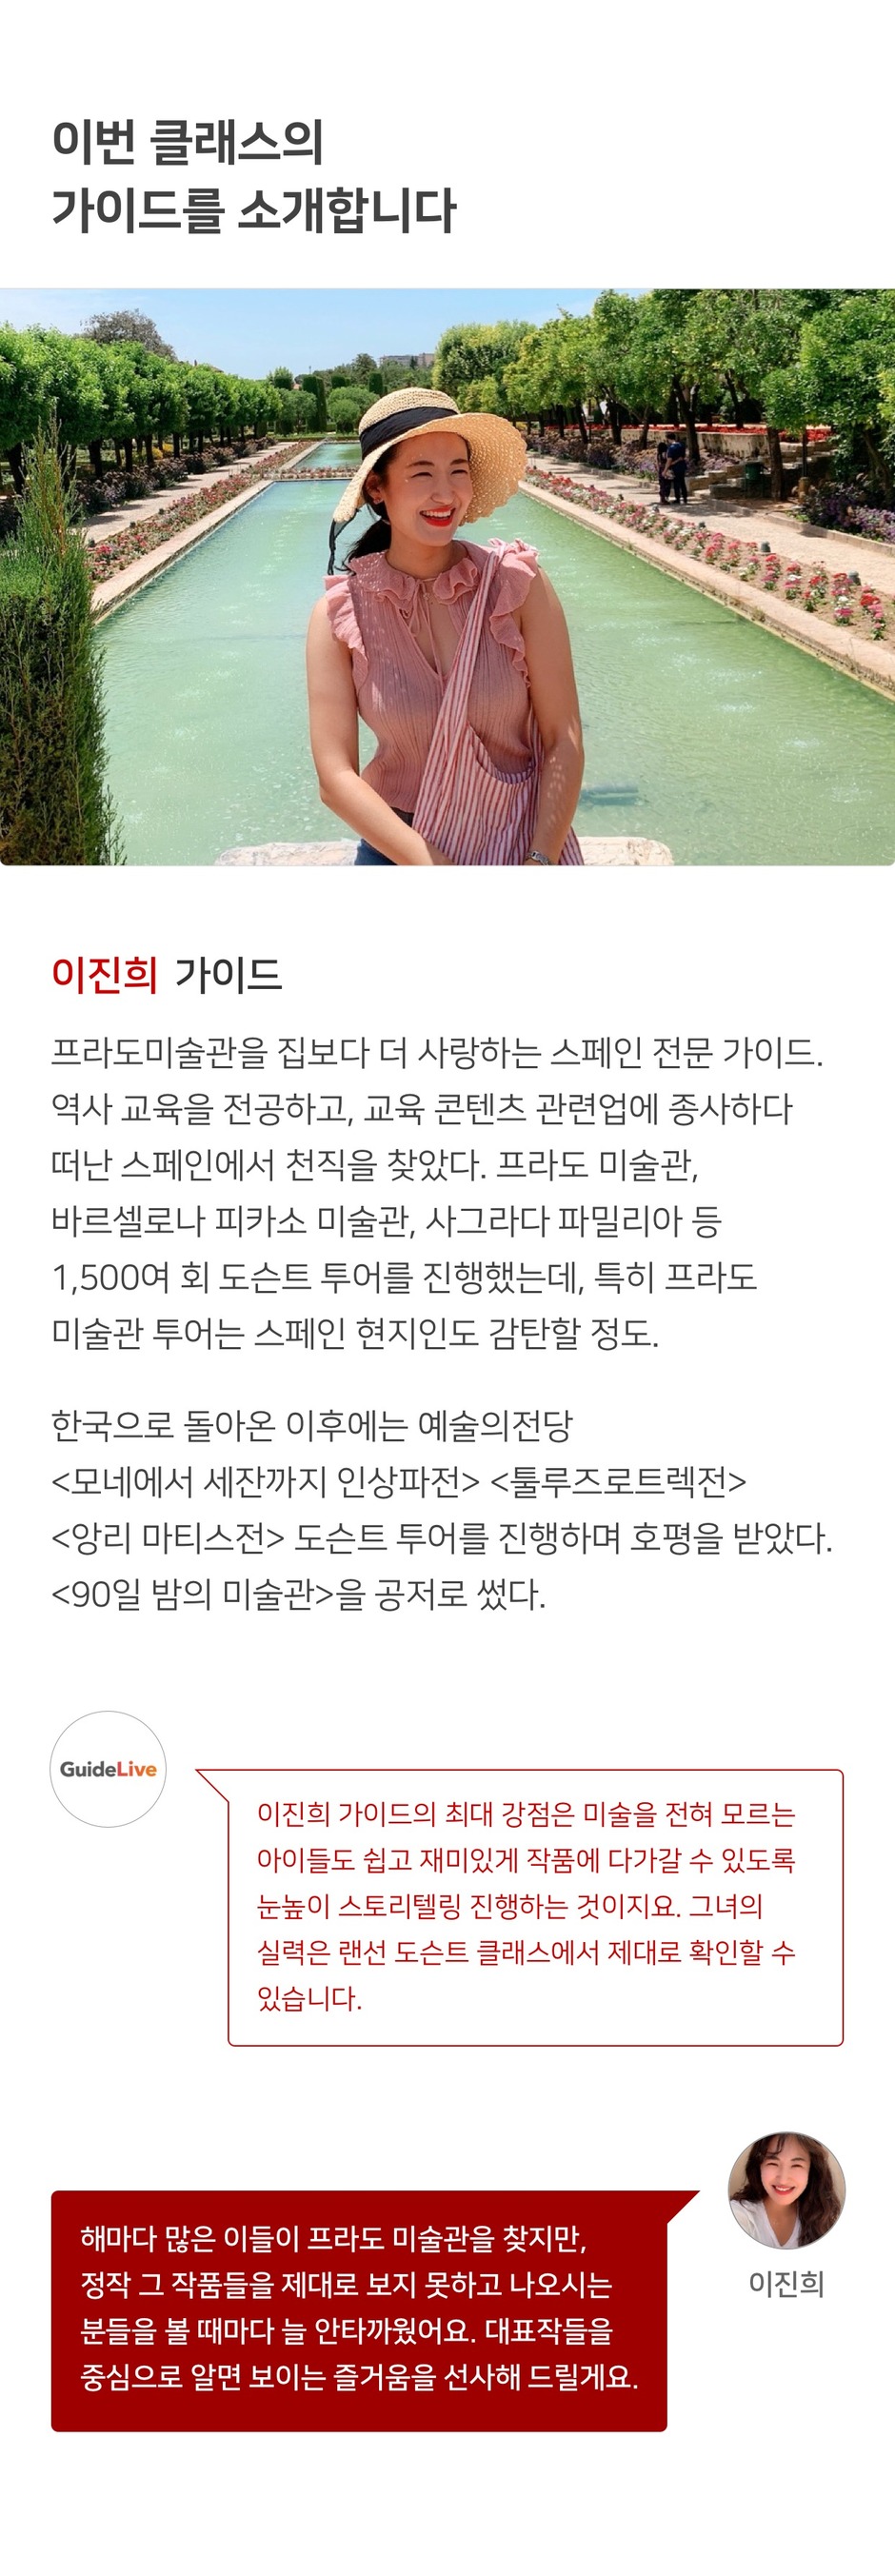 이번 클래스의
가이드를 소개합니다
이진희 가이드
프라도미술관을 집보다 더 사랑하는 스페인 전문 가이드.
역사 교육을 전공하고, 교육 콘텐츠 관련업에 종사하다
떠난 스페인에서 천직을 찾았다. 프라도 미술관,
바르셀로나 피카소 미술관, 사그라다 파밀리아 등
1,500여 회 도슨트 투어를 진행했는데, 특히 프라도
미술관 투어는 스페인 현지인도 감탄할 정도.
한국으로 돌아온 이후에는 예술의전당
<모네에서 세잔까지 인상파전> <툴루즈로트렉전>
<앙리 마티스전> 도슨트 투어를 진행하며 호평을 받았다.
<90일 밤의 미술관>을 공저로 썼다.
GuideLive
이진희 가이드의 최대 강점은 미술을 전혀 모르는
아이들도 쉽고 재미있게 작품에 다가갈 수 있도록
눈높이 스토리텔링 진행하는 것이지요. 그녀의
실력은 랜선 도슨트 클래스에서 제대로 확인할 수
있습니다.
해마다 많은 이들이 프라도 미술관을 찾지만,
정작 그 작품들을 제대로 보지 못하고 나오시는
분들을 볼 때마다 늘 안타까웠어요. 대표작들을
중심으로 알면 보이는 즐거움을 선사해 드릴게요.
이진희